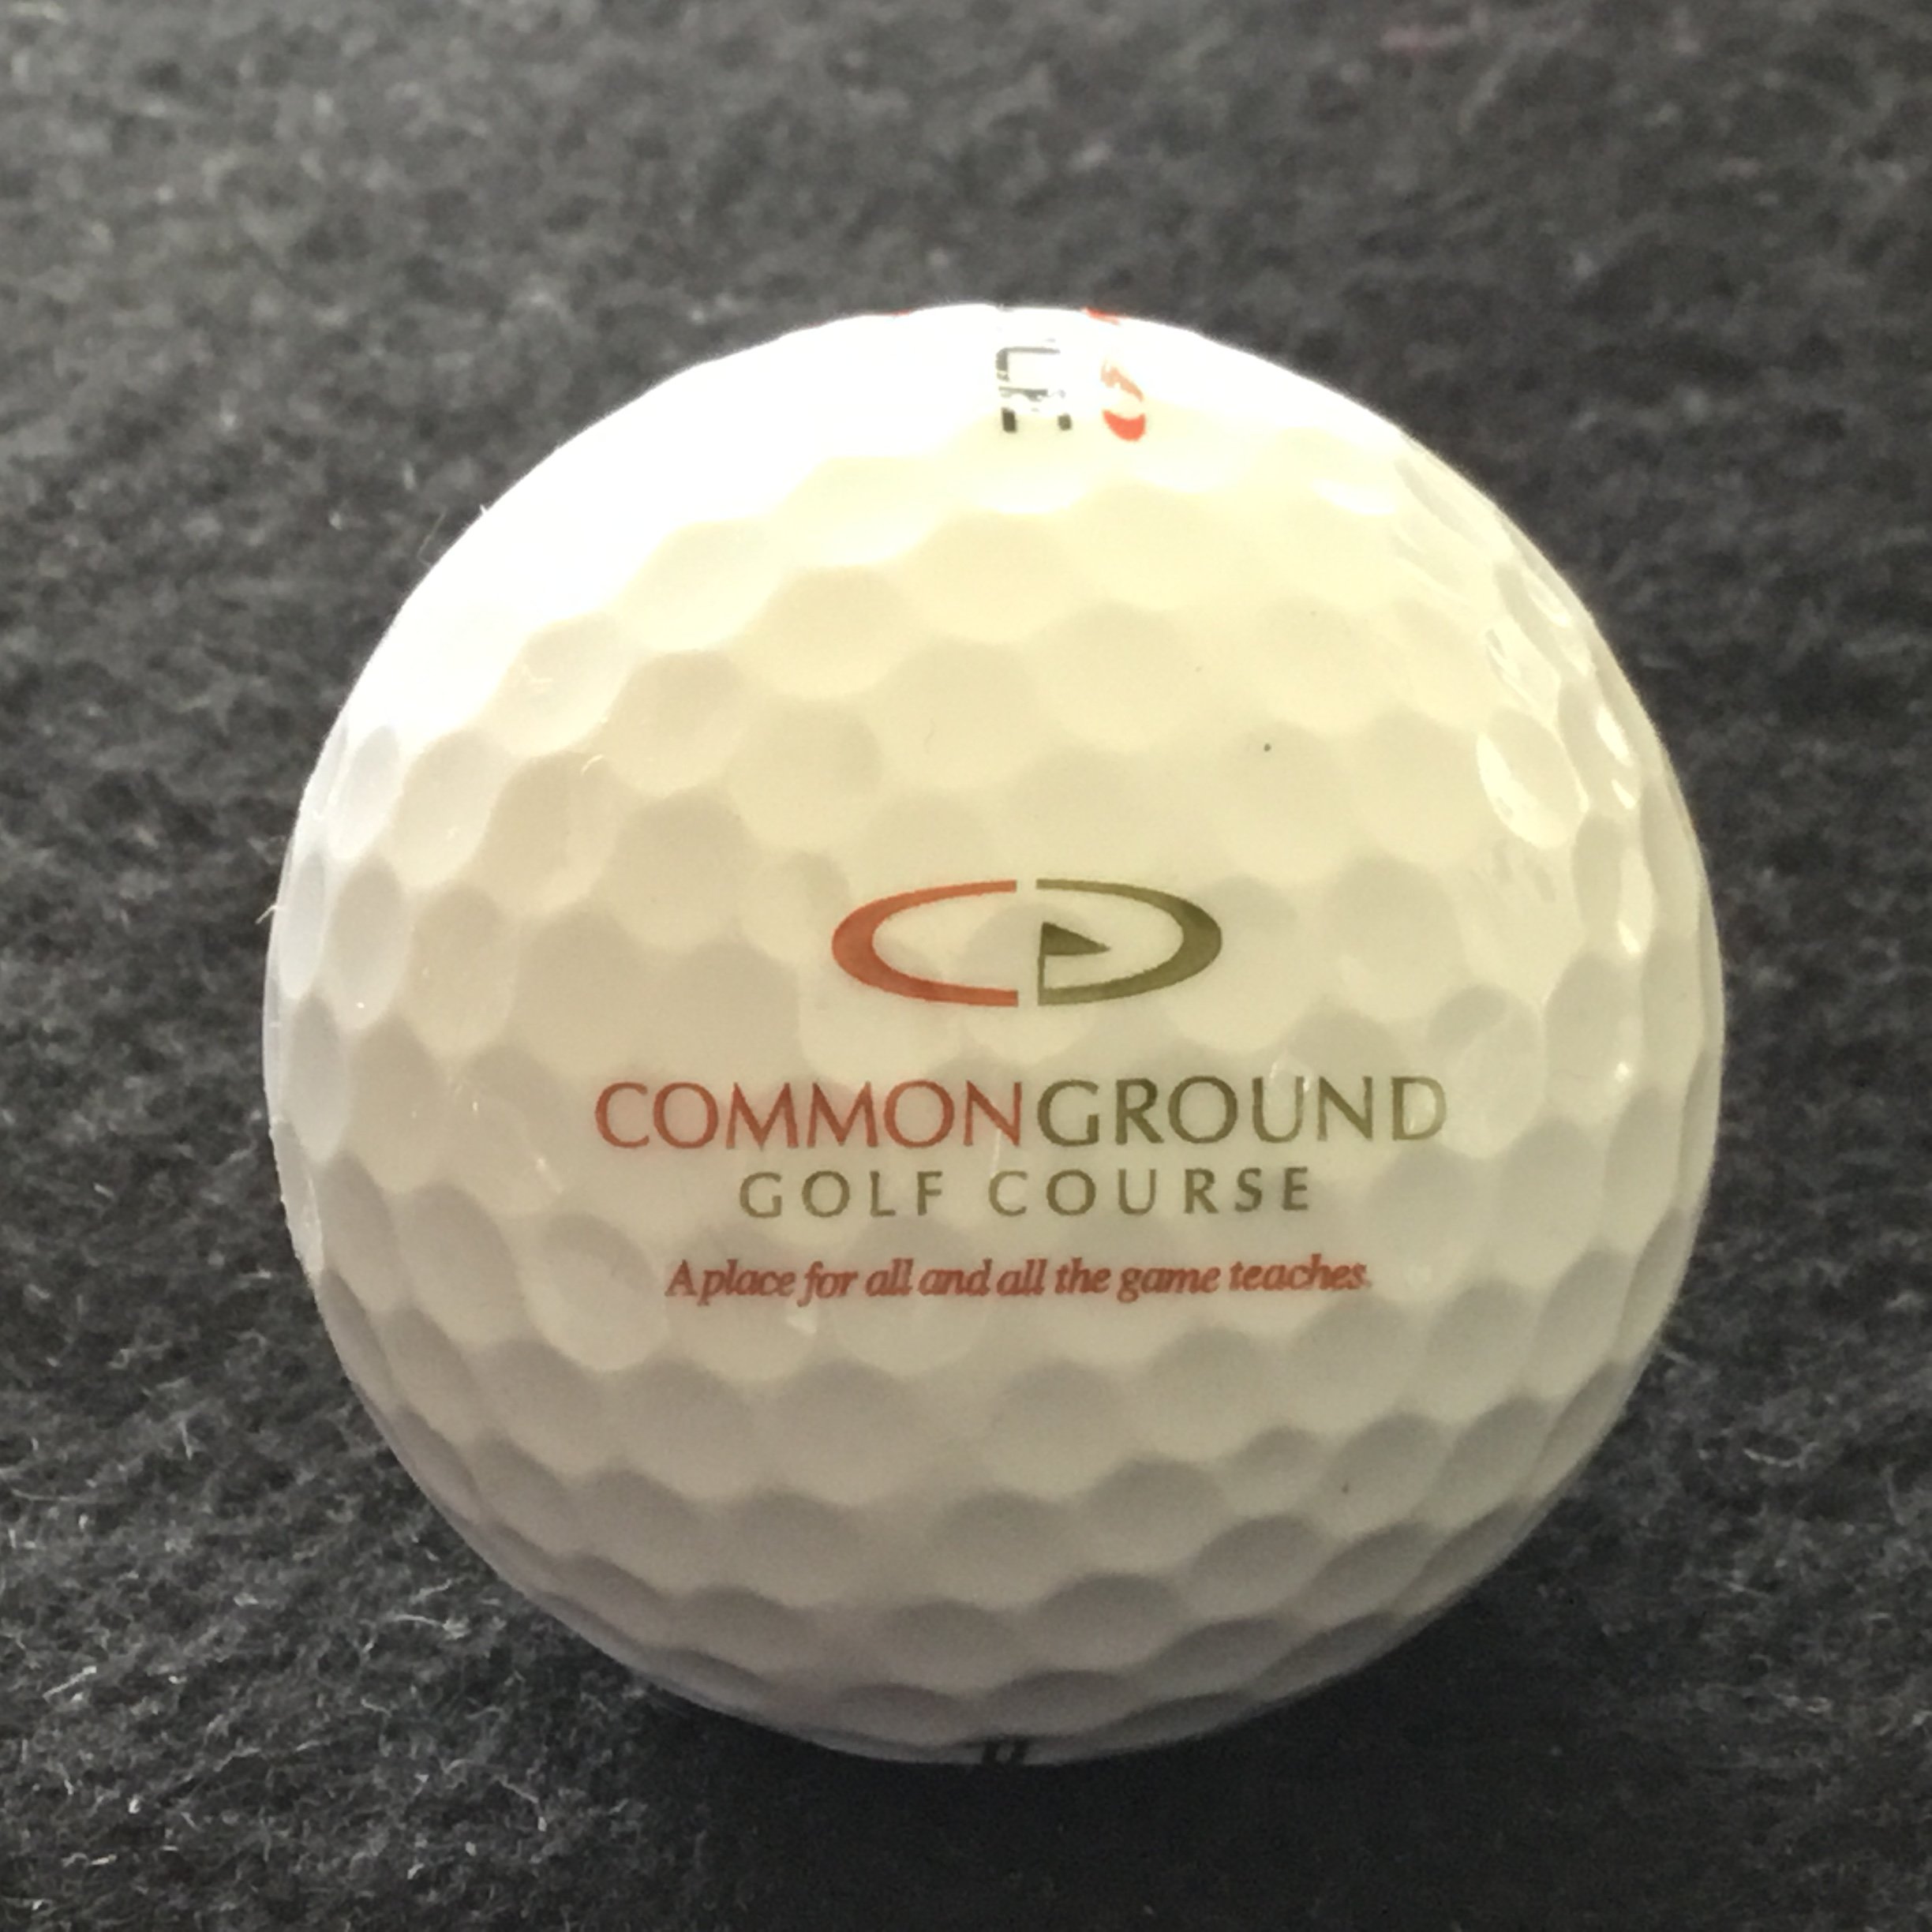 COMMONGROUND
GOLF COURSE
A place for all and all the game teaches.